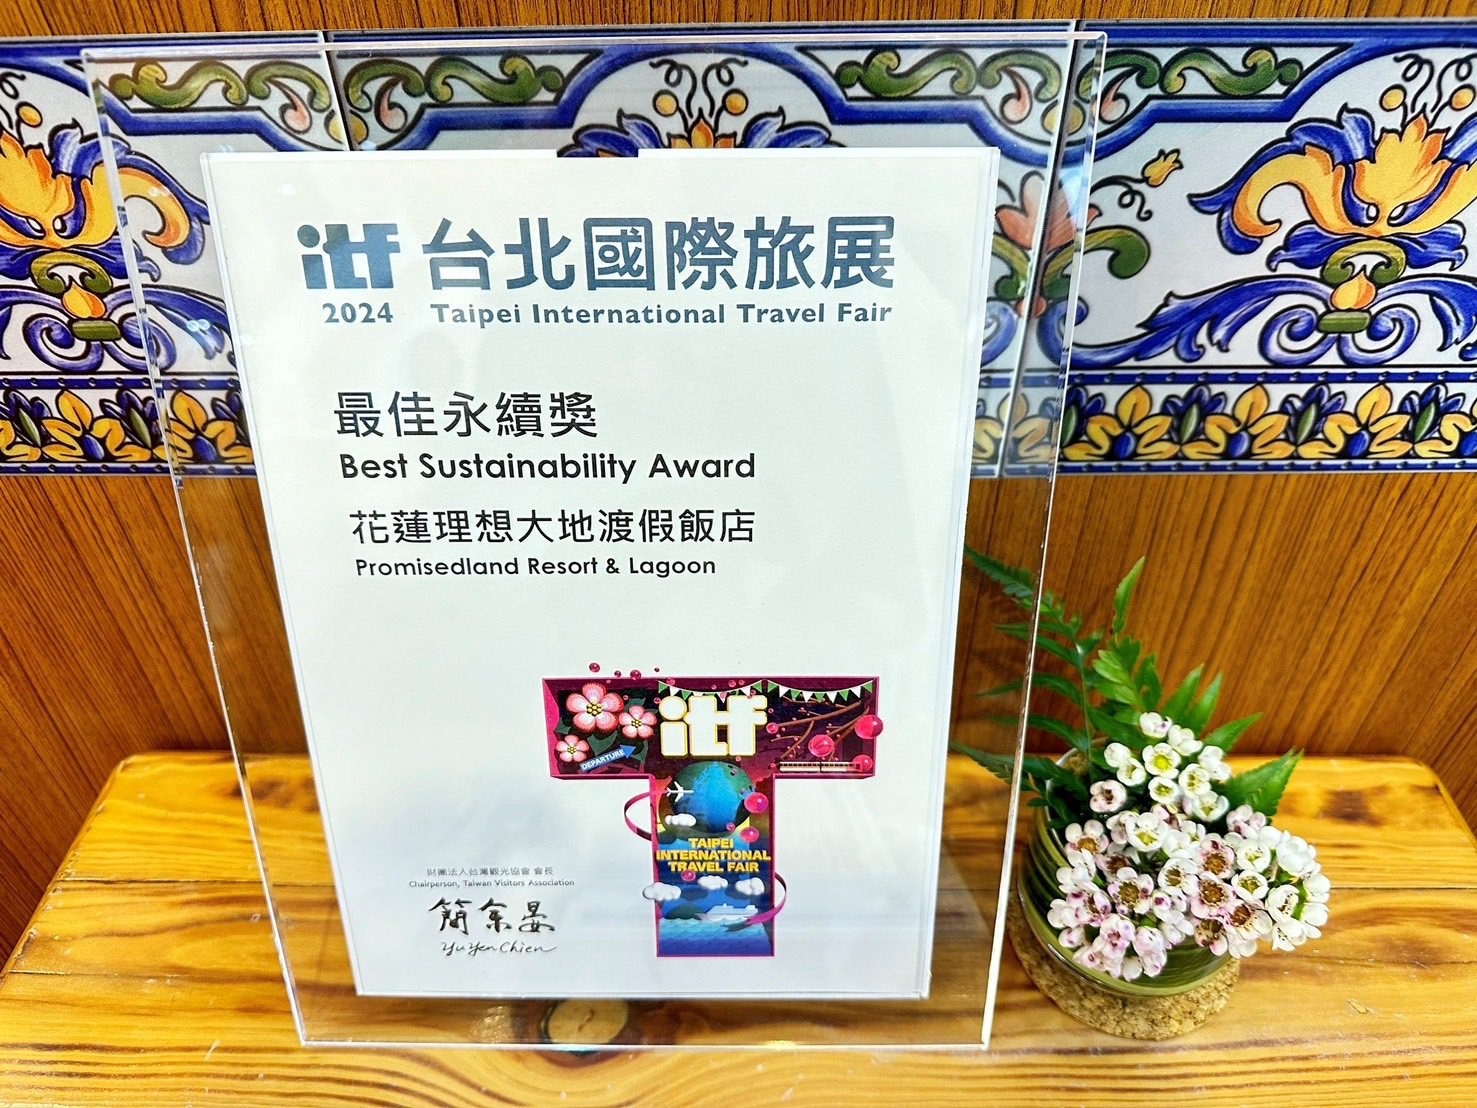 itf 台北國際旅展
2024 Taipei International Travel Fair
最佳永續獎
Best Sustainability Award
花蓮理想大地渡假飯店
Promisedland Resort & Lagoon
itf
DEPARTURE
TAIPEI
INTERNATIONAL
TRAVEL FAIR
財團法人台灣觀光協會 會長
Chairperson, Taiwan Visitors Association
簡余晏
Yu Yen Chien